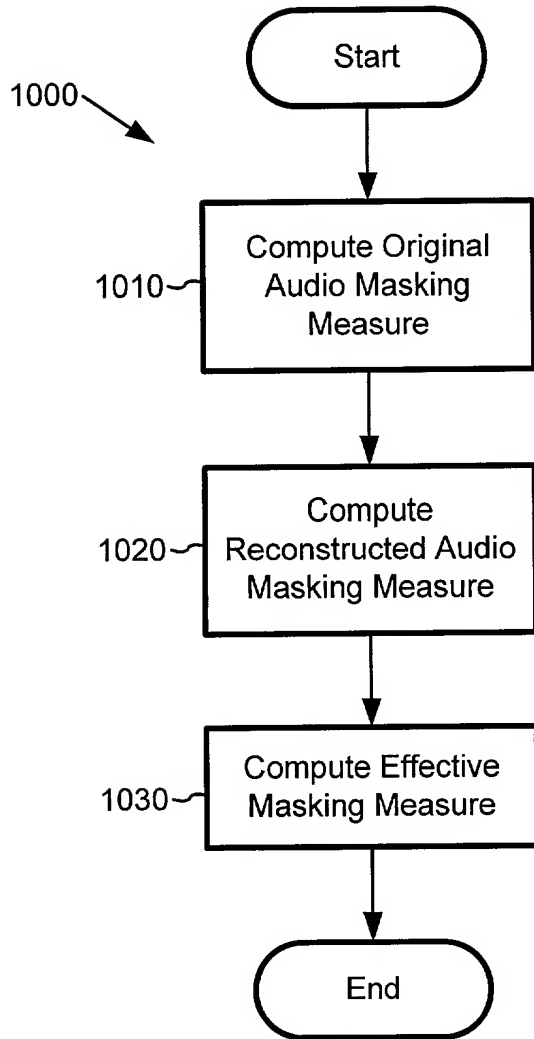 Start
1000
Compute Original
Audio Masking
Measure
1010
Compute
Reconstructed Audio
Masking Measure
1020
Compute Effective
Masking Measure
1030
End